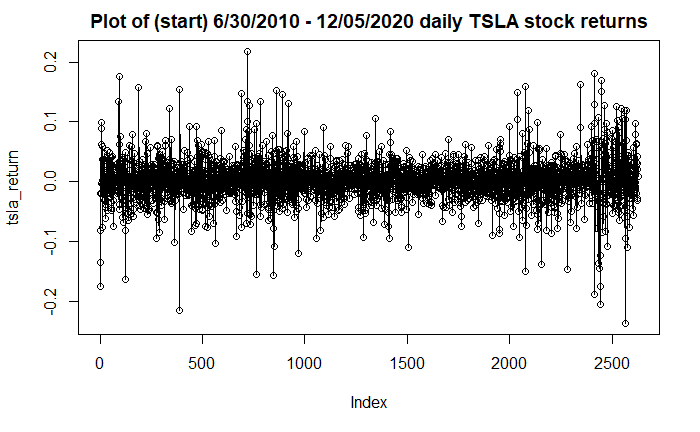 Plot of (start) 6/30/2010 - 12/05/2020 daily TSLA stock returns
tsla_return
0.2
0.1
0.0
-0.1
-0.2
0 500 1000 1500 2000 2500
Index